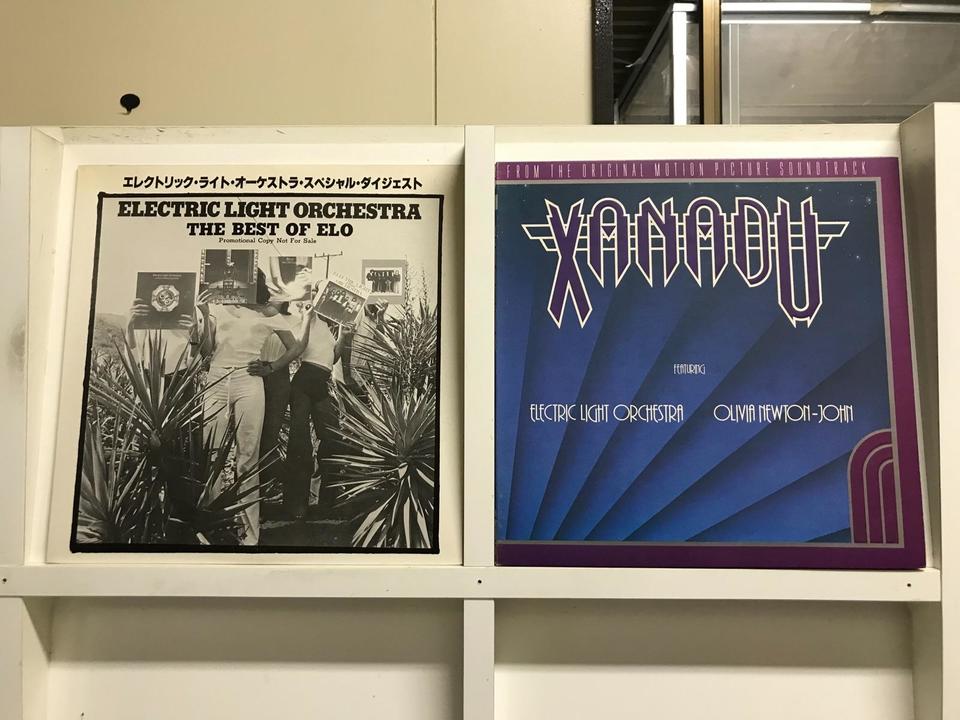 エレクトリック・ライト・オーケストラ・スペシャル・ダイジェスト
ELECTRIC LIGHT ORCHESTRA
THE BEST OF ELO
Promotional Copy Not For Sale
FROM THE ORIGINAL MOTION PICTURE SOUNDTRACK
XANADU
FEATURING
ELECTRIC LIGHT ORCHESTRA OLIVIA NEWTON-JOHN